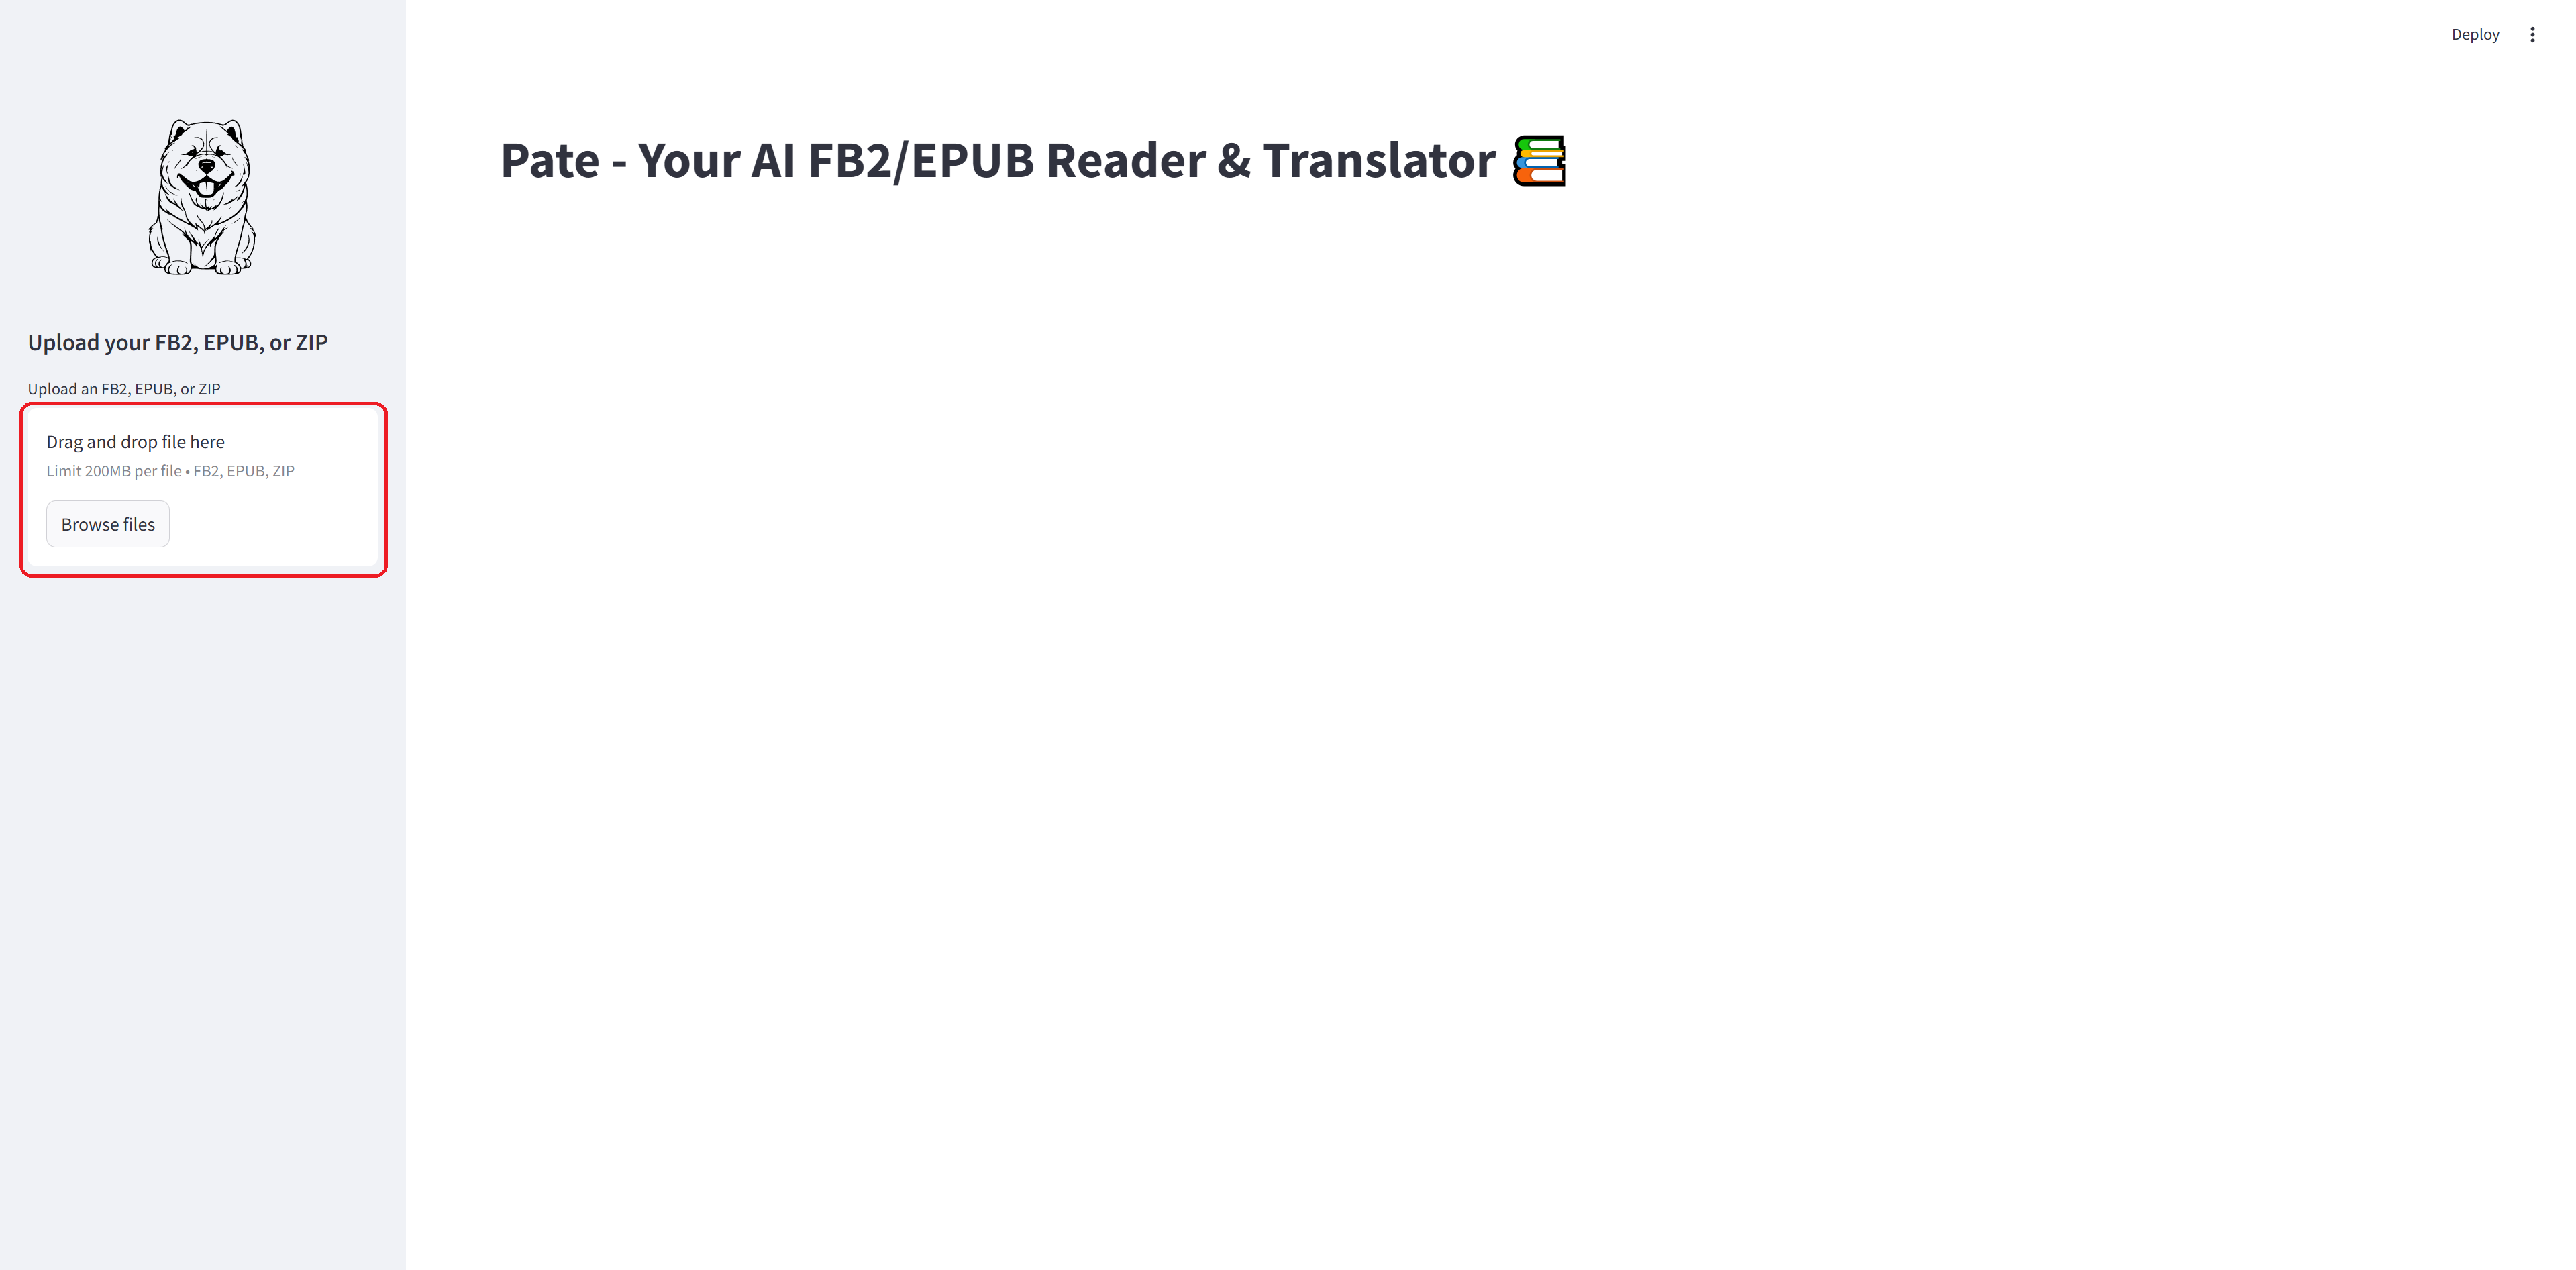 Deploy
Pate - Your AI FB2/EPUB Reader & Translator
Upload your FB2, EPUB, or ZIP
Upload an FB2, EPUB, or ZIP
Drag and drop file here
Limit 200MB per file • FB2, EPUB, ZIP
Browse files